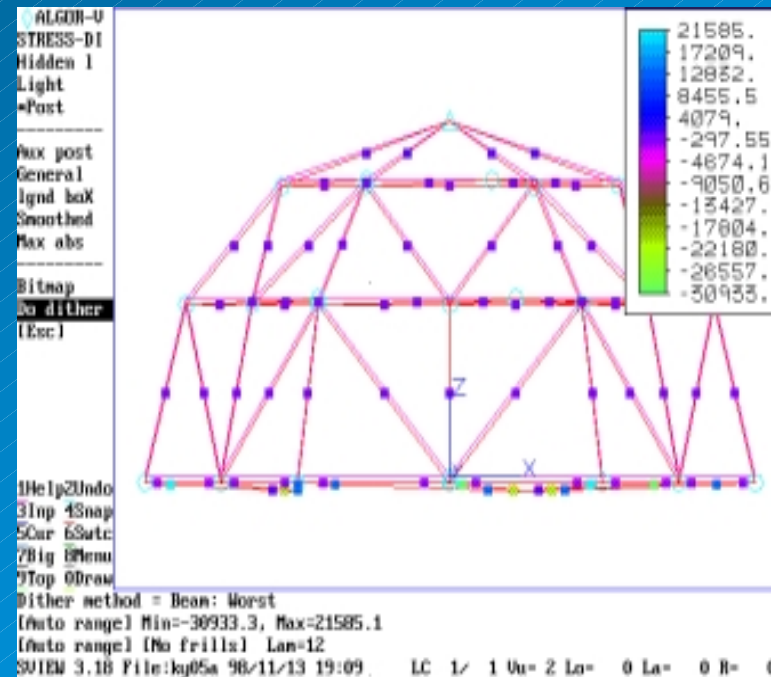 ALGOR-V
STRESS-DI
Hidden l
Light
*Post
Aux post
General
Ignd boX
Smoothed
Max abs
Bitmap
Do dither
[Esc]
1Help2Undo
3Inp 4Snap
5Cur 6Swtc
7Big 8Menu
9Top 0Draw
21585.
17209.
12832.
8455.5
4079.
-297.55
-4674.1
-9050.6
-13427.
-17804.
-22180.
-26557.
-30933.
Z
X
Dither method = Beam: Worst
[Auto range] Min=-30933.3, Max=21585.1
[Auto range] [No frills] Lam=12
SVIEW 3.18 File:ky05a 98/11/13 19:09 LC 1/ 1 Vu= 2 Lo= 0 La= 0 R= 0